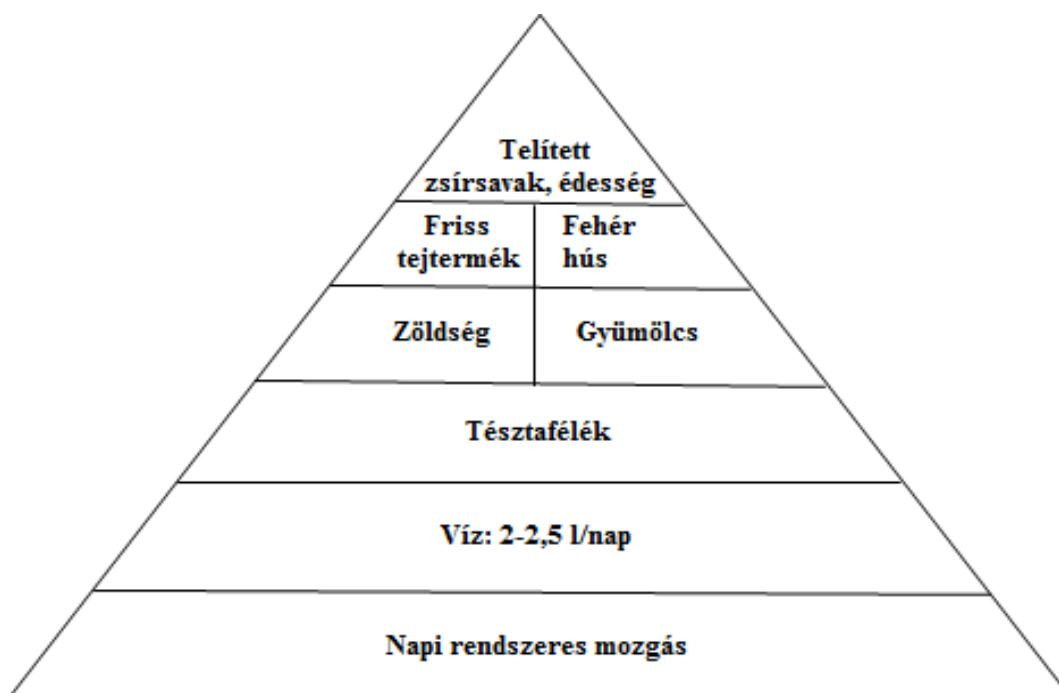 Telített
zsírsavak, édesség
Friss
tejtermék
Fehér
hús
Zöldség
Gyümölcs
Tésztafélék
Víz: 2-2,5 l/nap
Napi rendszeres mozgás